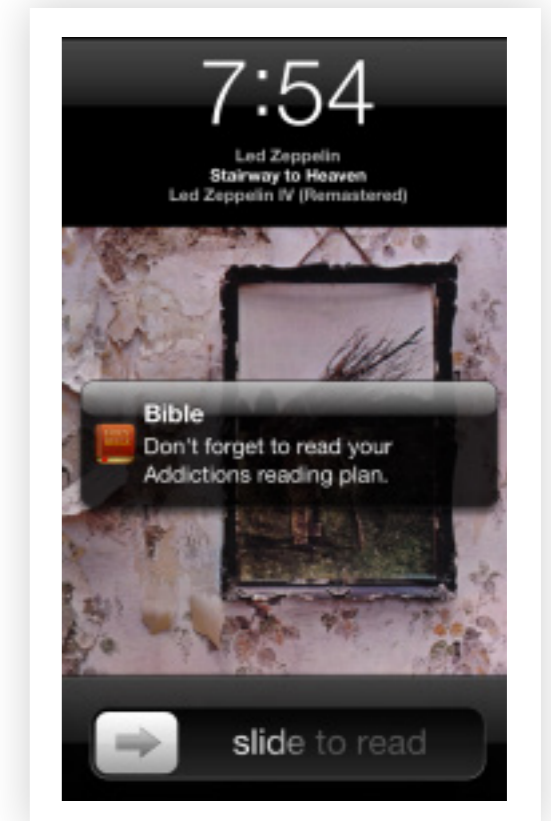 7:54
Led Zeppelin
Stairway to Heaven
Led Zeppelin IV (Remastered)
Bible
Don't forget to read your
Addictions reading plan.
slide to read